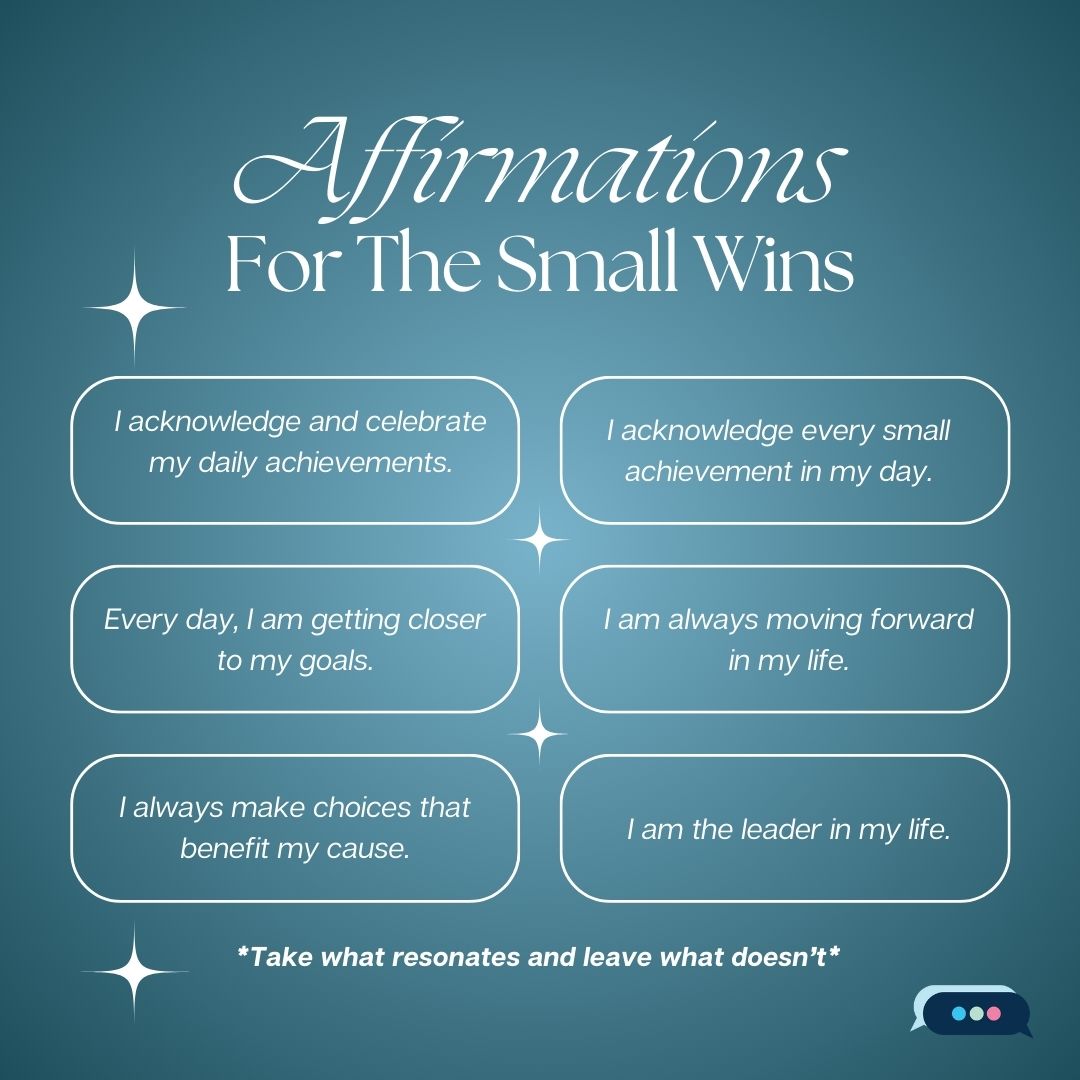 Affirmations
For The Small Wins
I acknowledge and celebrate
my daily achievements.
I acknowledge every small
achievement in my day.
Every day, I am getting closer
to my goals.
I am always moving forward
in my life.
I always make choices that
benefit my cause.
I am the leader in my life.
*Take what resonates and leave what doesn’t*